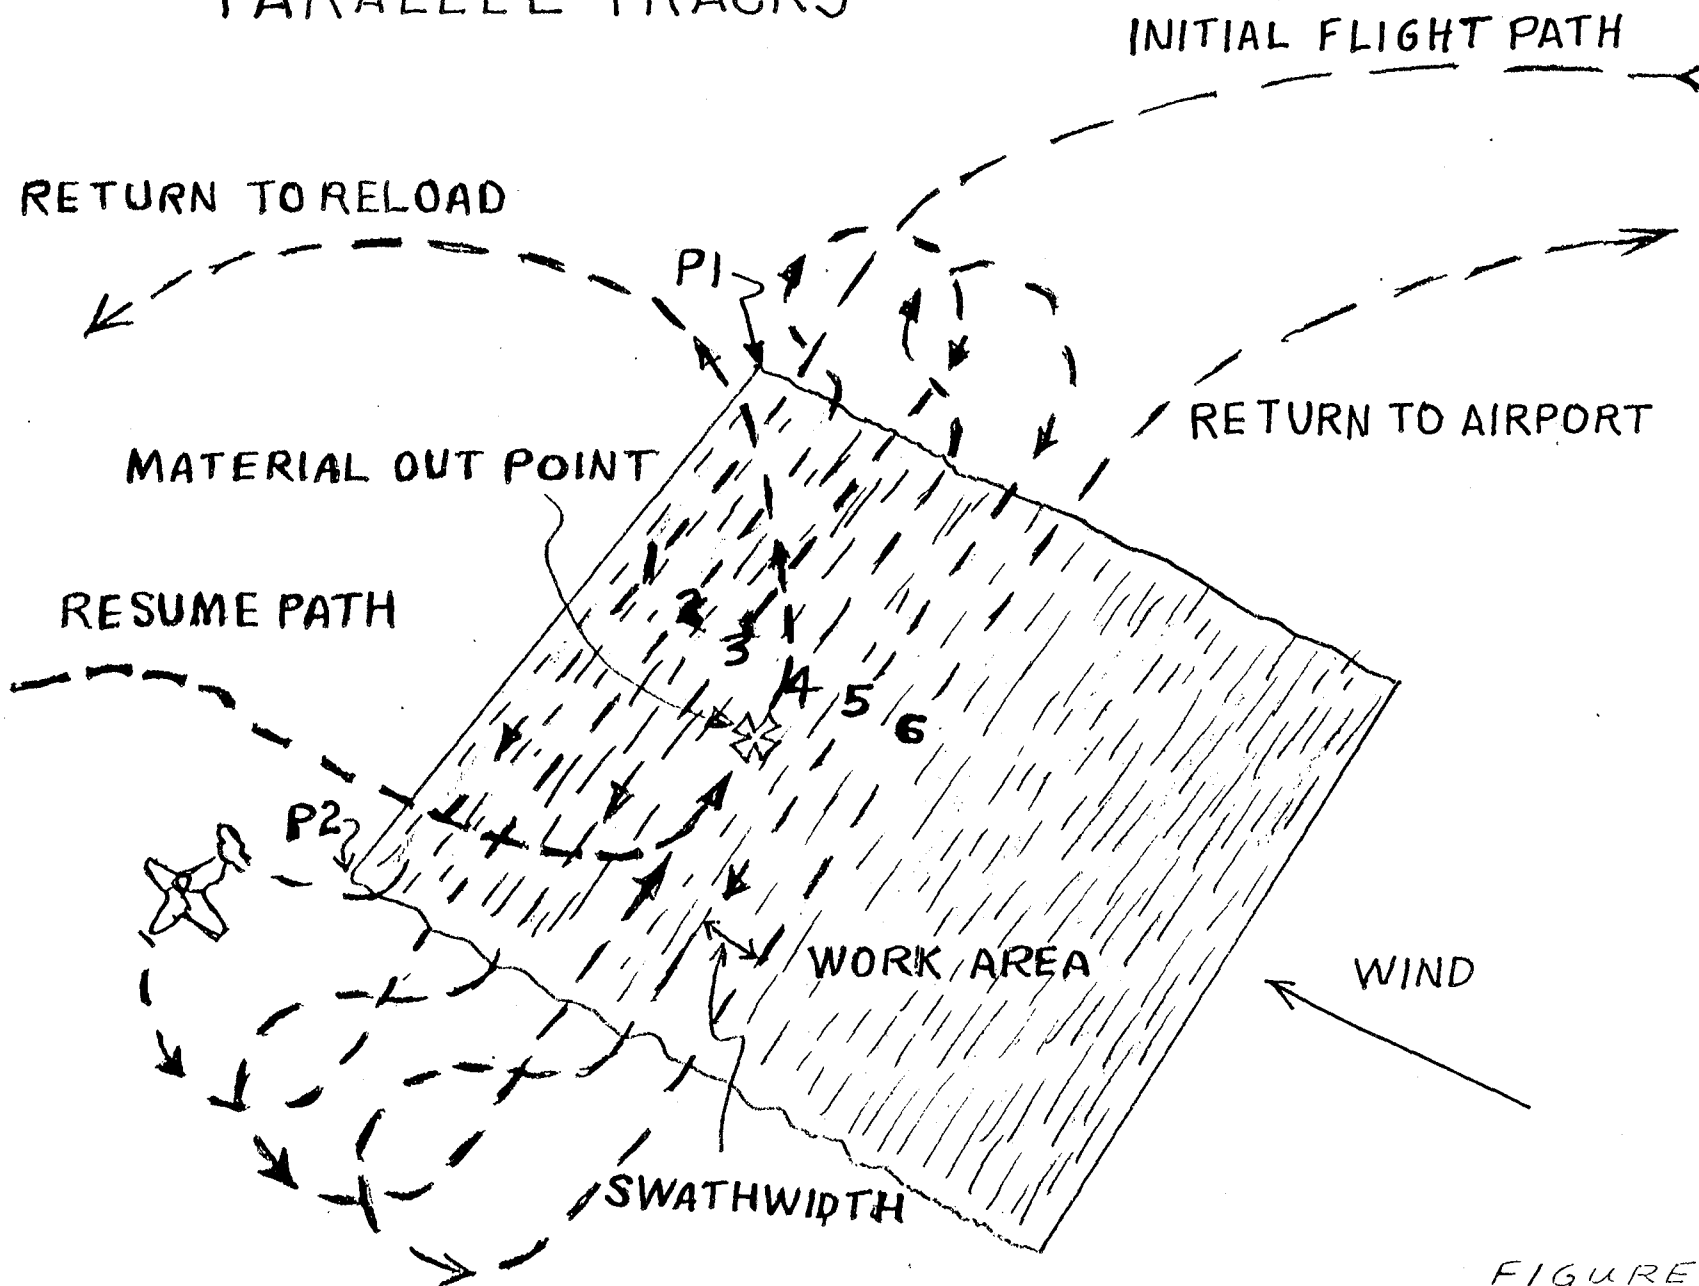 PARALLEL TRACKS
INITIAL FLIGHT PATH
RETURN TO RELOAD
P1
RETURN TO AIRPORT
MATERIAL OUT POINT
RESUME PATH
2
3
4
5
6
P2
WORK AREA
WIND
SWATHWIDTH
FIGURE